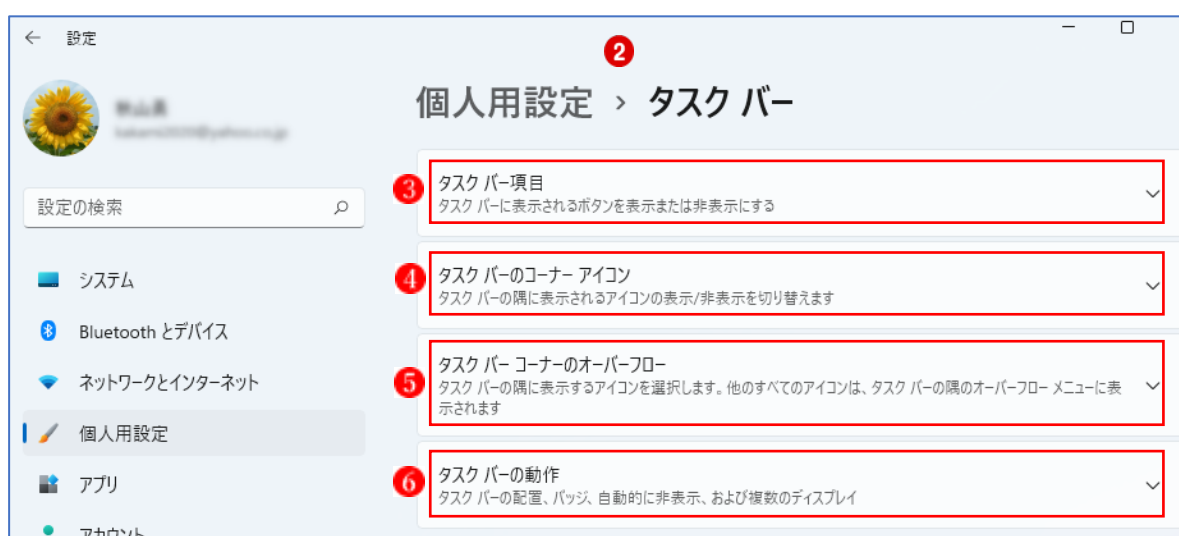 ← 設定
2
個人用設定 › タスク バー
設定の検索
システム
Bluetooth とデバイス
ネットワークとインターネット
個人用設定
アプリ
アカウント
3
タスク バー項目
タスク バーに表示されるボタンを表示または非表示にする
4
タスク バーのコーナー アイコン
タスク バーの隅に表示されるアイコンの表示/非表示を切り替えます
5
タスク バー コーナーのオーバーフロー
タスク バーの隅に表示するアイコンを選択します。他のすべてのアイコンは、タスク バーの隅のオーバーフロー メニューに表
示されます
6
タスク バーの動作
タスク バーの配置、バッジ、自動的に非表示、および複数のディスプレイ